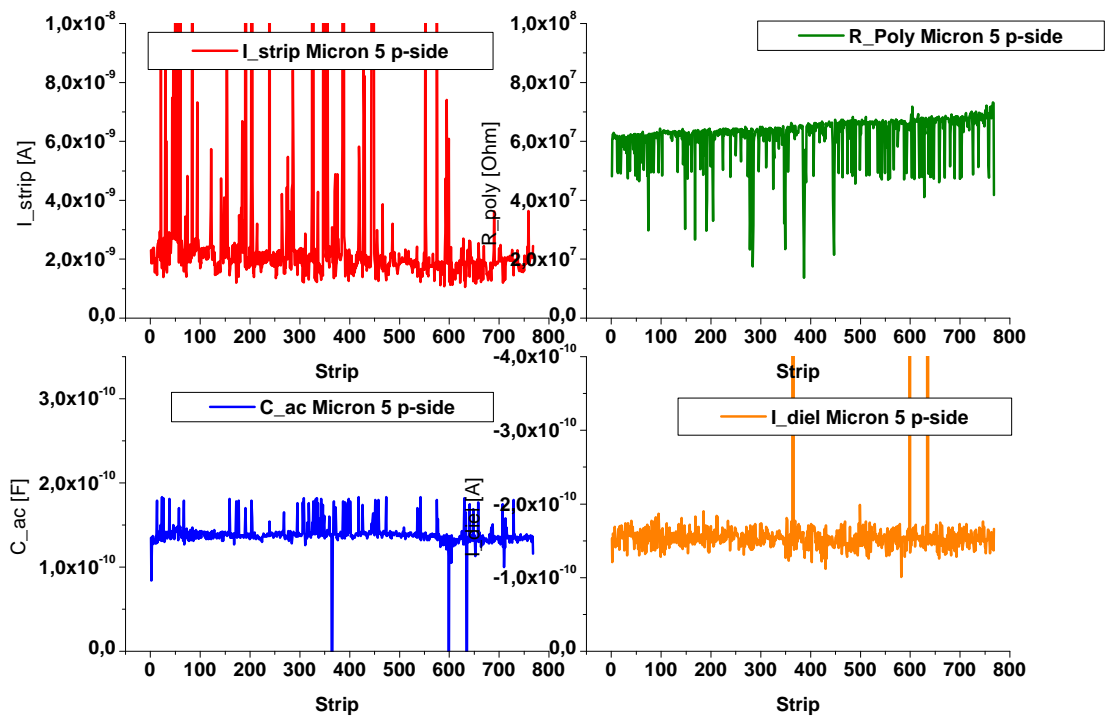 1,0x10⁻⁸
8,0x10⁻⁹
6,0x10⁻⁹
4,0x10⁻⁹
2,0x10⁻⁹
0,0
I_strip [A]
I_strip Micron 5 p-side
0 100 200 300 400 500 600 700 800
Strip
1,0x10⁸
8,0x10⁷
6,0x10⁷
4,0x10⁷
2,0x10⁷
0,0
R_poly [Ohm]
R_Poly Micron 5 p-side
0 100 200 300 400 500 600 700 800
Strip
3,0x10⁻¹⁰
2,0x10⁻¹⁰
1,0x10⁻¹⁰
0,0
C_ac [F]
C_ac Micron 5 p-side
0 100 200 300 400 500 600 700 800
Strip
-4,0x10⁻¹⁰
-3,0x10⁻¹⁰
-2,0x10⁻¹⁰
-1,0x10⁻¹⁰
0,0
I_diel [A]
I_diel Micron 5 p-side
0 100 200 300 400 500 600 700 800
Strip